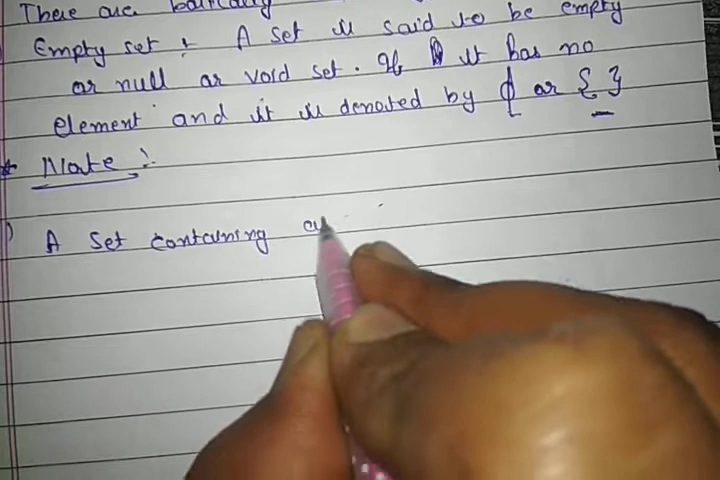 There are basically
Empty set : A set is said to be empty
or null or void set. If it has no
element and it is denoted by ϕ or { }
* Note :-
) A set containing